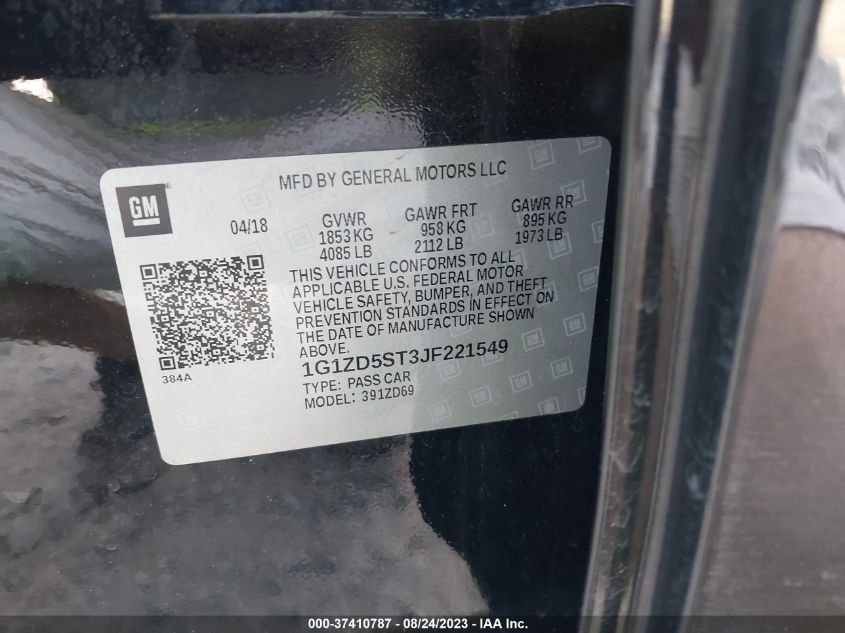 MFD BY GENERAL MOTORS LLC
GM
04/18
GVWR
1853 KG
4085 LB
GAWR FRT
958 KG
2112 LB
GAWR RR
895 KG
1973 LB
THIS VEHICLE CONFORMS TO ALL
APPLICABLE U.S. FEDERAL MOTOR
VEHICLE SAFETY, BUMPER, AND THEFT
PREVENTION STANDARDS IN EFFECT ON
THE DATE OF MANUFACTURE SHOWN
ABOVE.
384A
1G1ZD5ST3JF221549
TYPE: PASS CAR
MODEL: 391ZD69
000-37410787 - 08/24/2023 - IAA Inc.